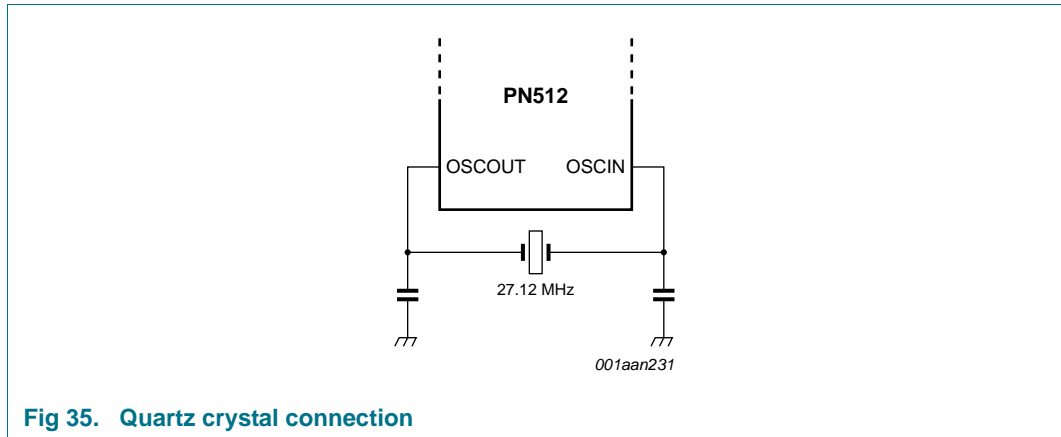 PN512
OSCOUT OSCIN
27.12 MHz
001aan231
Fig 35. Quartz crystal connection